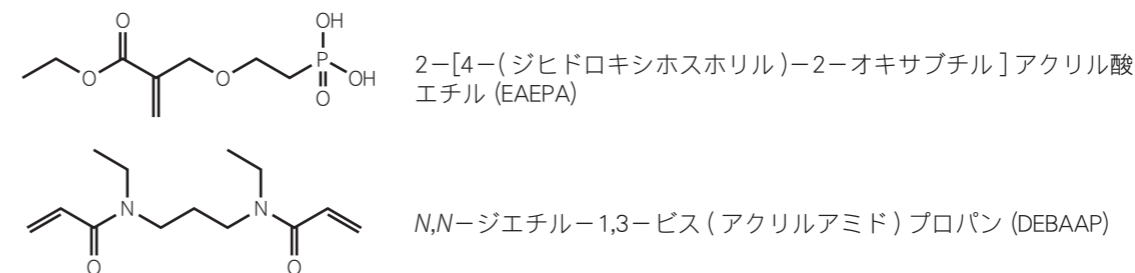 O
O
O
P
OH
OH
O
2−[4−(ジヒドロキシホスホリル)−2−オキサブチル]アクリル酸
エチル (EAEPA)
O
N
N
O
N,N−ジエチル−1,3−ビス(アクリルアミド)プロパン (DEBAAP)